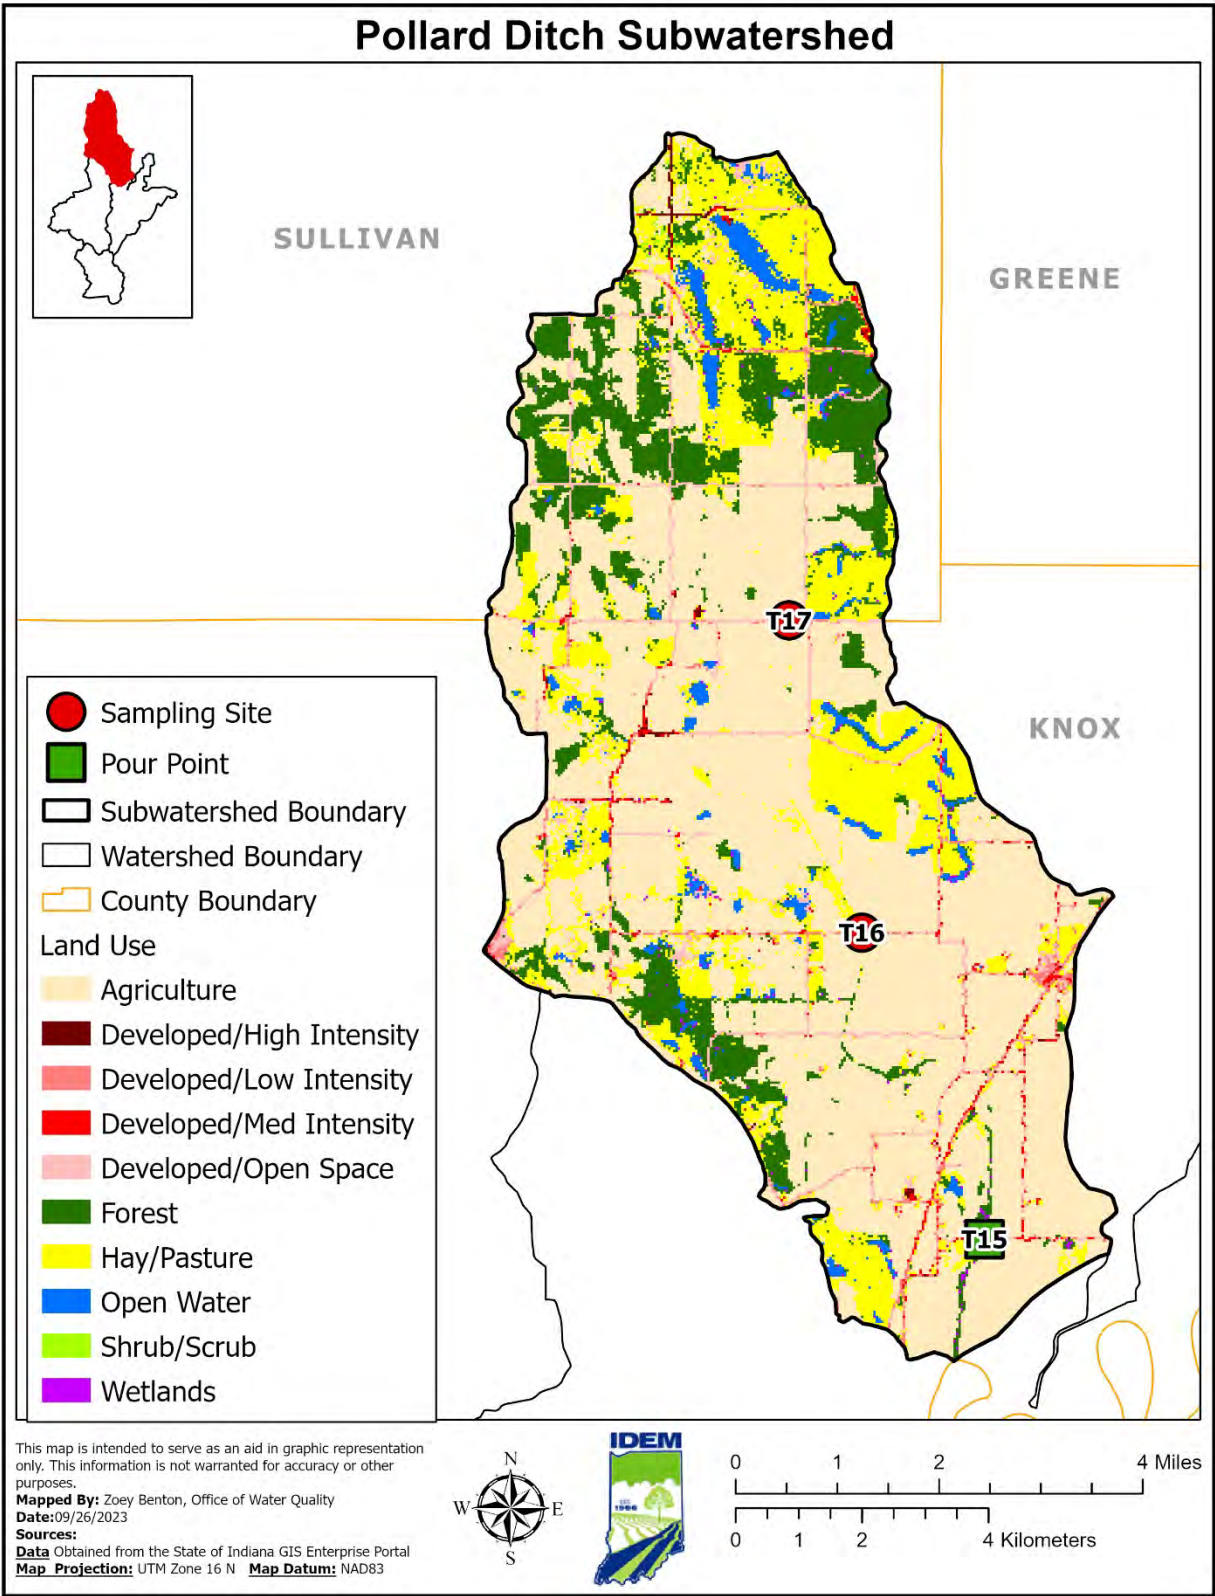 Pollard Ditch Subwatershed
SULLIVAN
GREENE
T17
KNOX
Sampling Site
Pour Point
Subwatershed Boundary
Watershed Boundary
County Boundary
Land Use
Agriculture
Developed/High Intensity
Developed/Low Intensity
Developed/Med Intensity
Developed/Open Space
Forest
Hay/Pasture
Open Water
Shrub/Scrub
Wetlands
T16
T15
This map is intended to serve as an aid in graphic representation
only. This information is not warranted for accuracy or other
purposes.
Mapped By: Zoey Benton, Office of Water Quality
Date:09/26/2023
Sources:
Data Obtained from the State of Indiana GIS Enterprise Portal
Map Projection: UTM Zone 16 N Map Datum: NAD83
N
W E
S
IDEM
1986
0 1 2 4 Miles
0 1 2 4 Kilometers